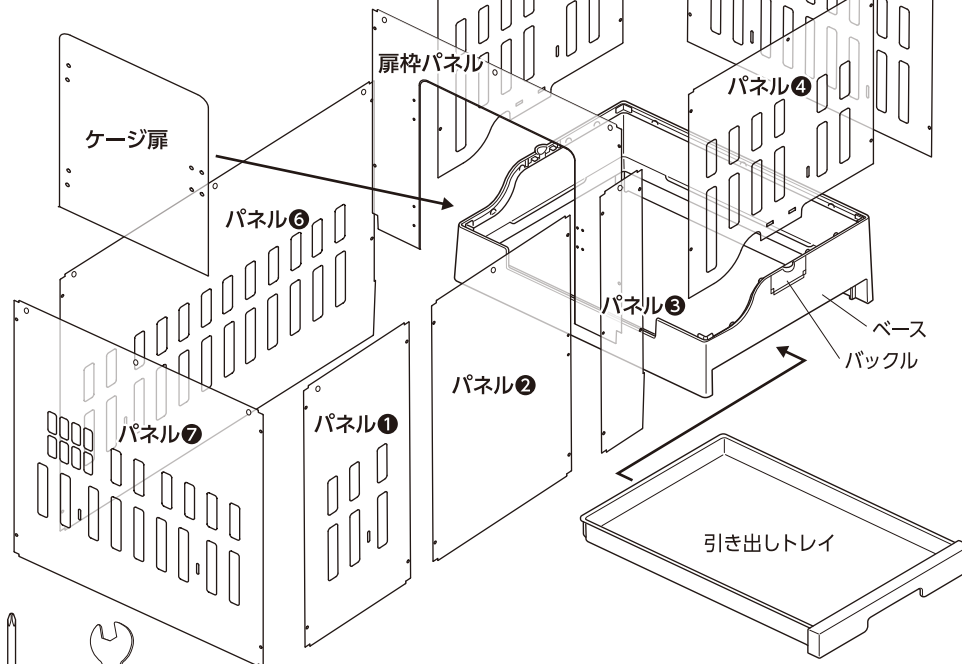 扉枠パネル
パネル❹
ケージ扉
パネル❻
パネル❸
ベース
バックル
パネル❷
パネル❶
パネル❼
引き出しトレイ